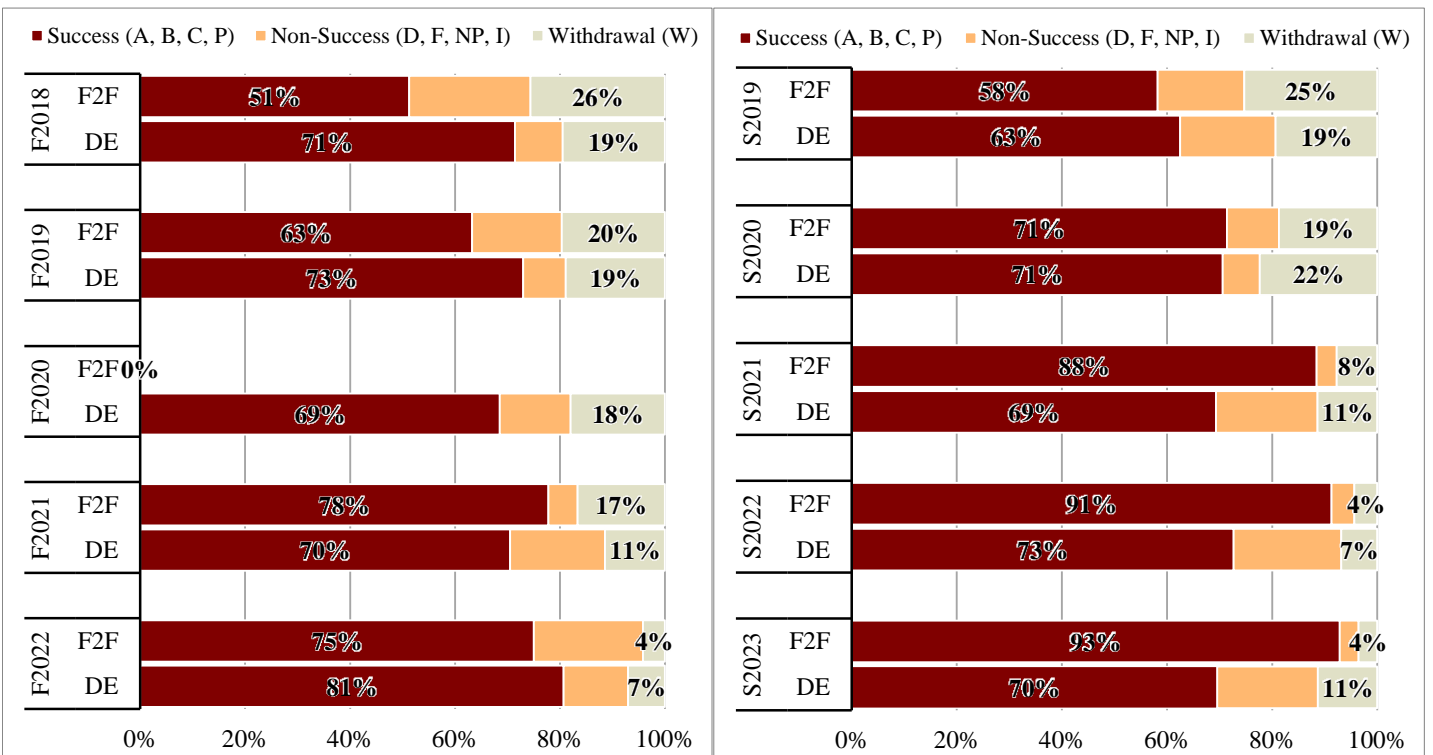 Success (A, B, C, P) Non-Success (D, F, NP, I) Withdrawal (W)
F2018
F2F 51% 26%
DE 71% 19%
F2019
F2F 63% 20%
DE 73% 19%
F2020
F2F 0%
DE 69% 18%
F2021
F2F 78% 17%
DE 70% 11%
F2022
F2F 75% 4%
DE 81% 7%
0% 20% 40% 60% 80% 100%
Success (A, B, C, P) Non-Success (D, F, NP, I) Withdrawal (W)
S2019
F2F 58% 25%
DE 63% 19%
S2020
F2F 71% 19%
DE 71% 22%
S2021
F2F 88% 8%
DE 69% 11%
S2022
F2F 91% 4%
DE 73% 7%
S2023
F2F 93% 4%
DE 70% 11%
0% 20% 40% 60% 80% 100%